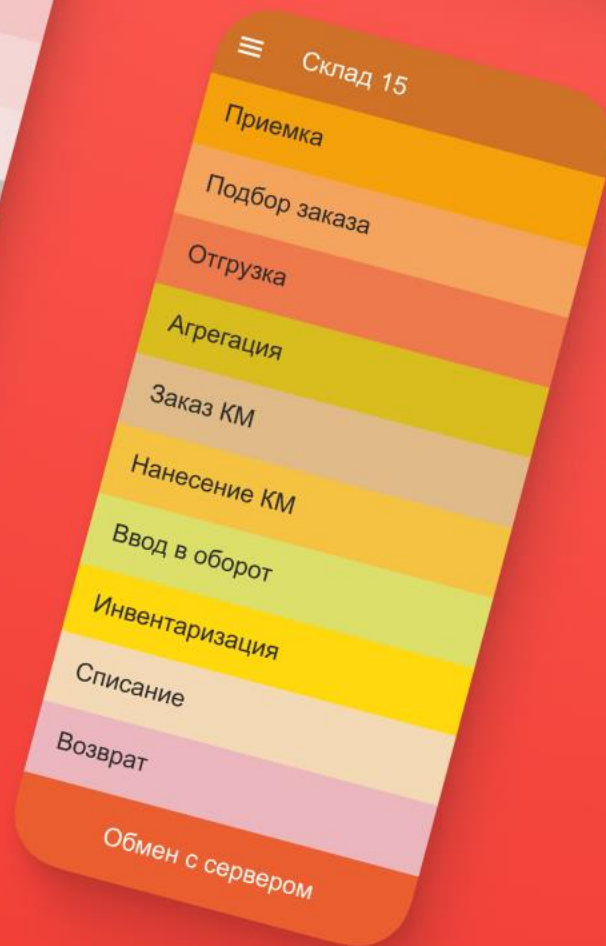 Склад 15
Приемка
Подбор заказа
Отгрузка
Агрегация
Заказ КМ
Нанесение КМ
Ввод в оборот
Инвентаризация
Списание
Возврат
Обмен с сервером